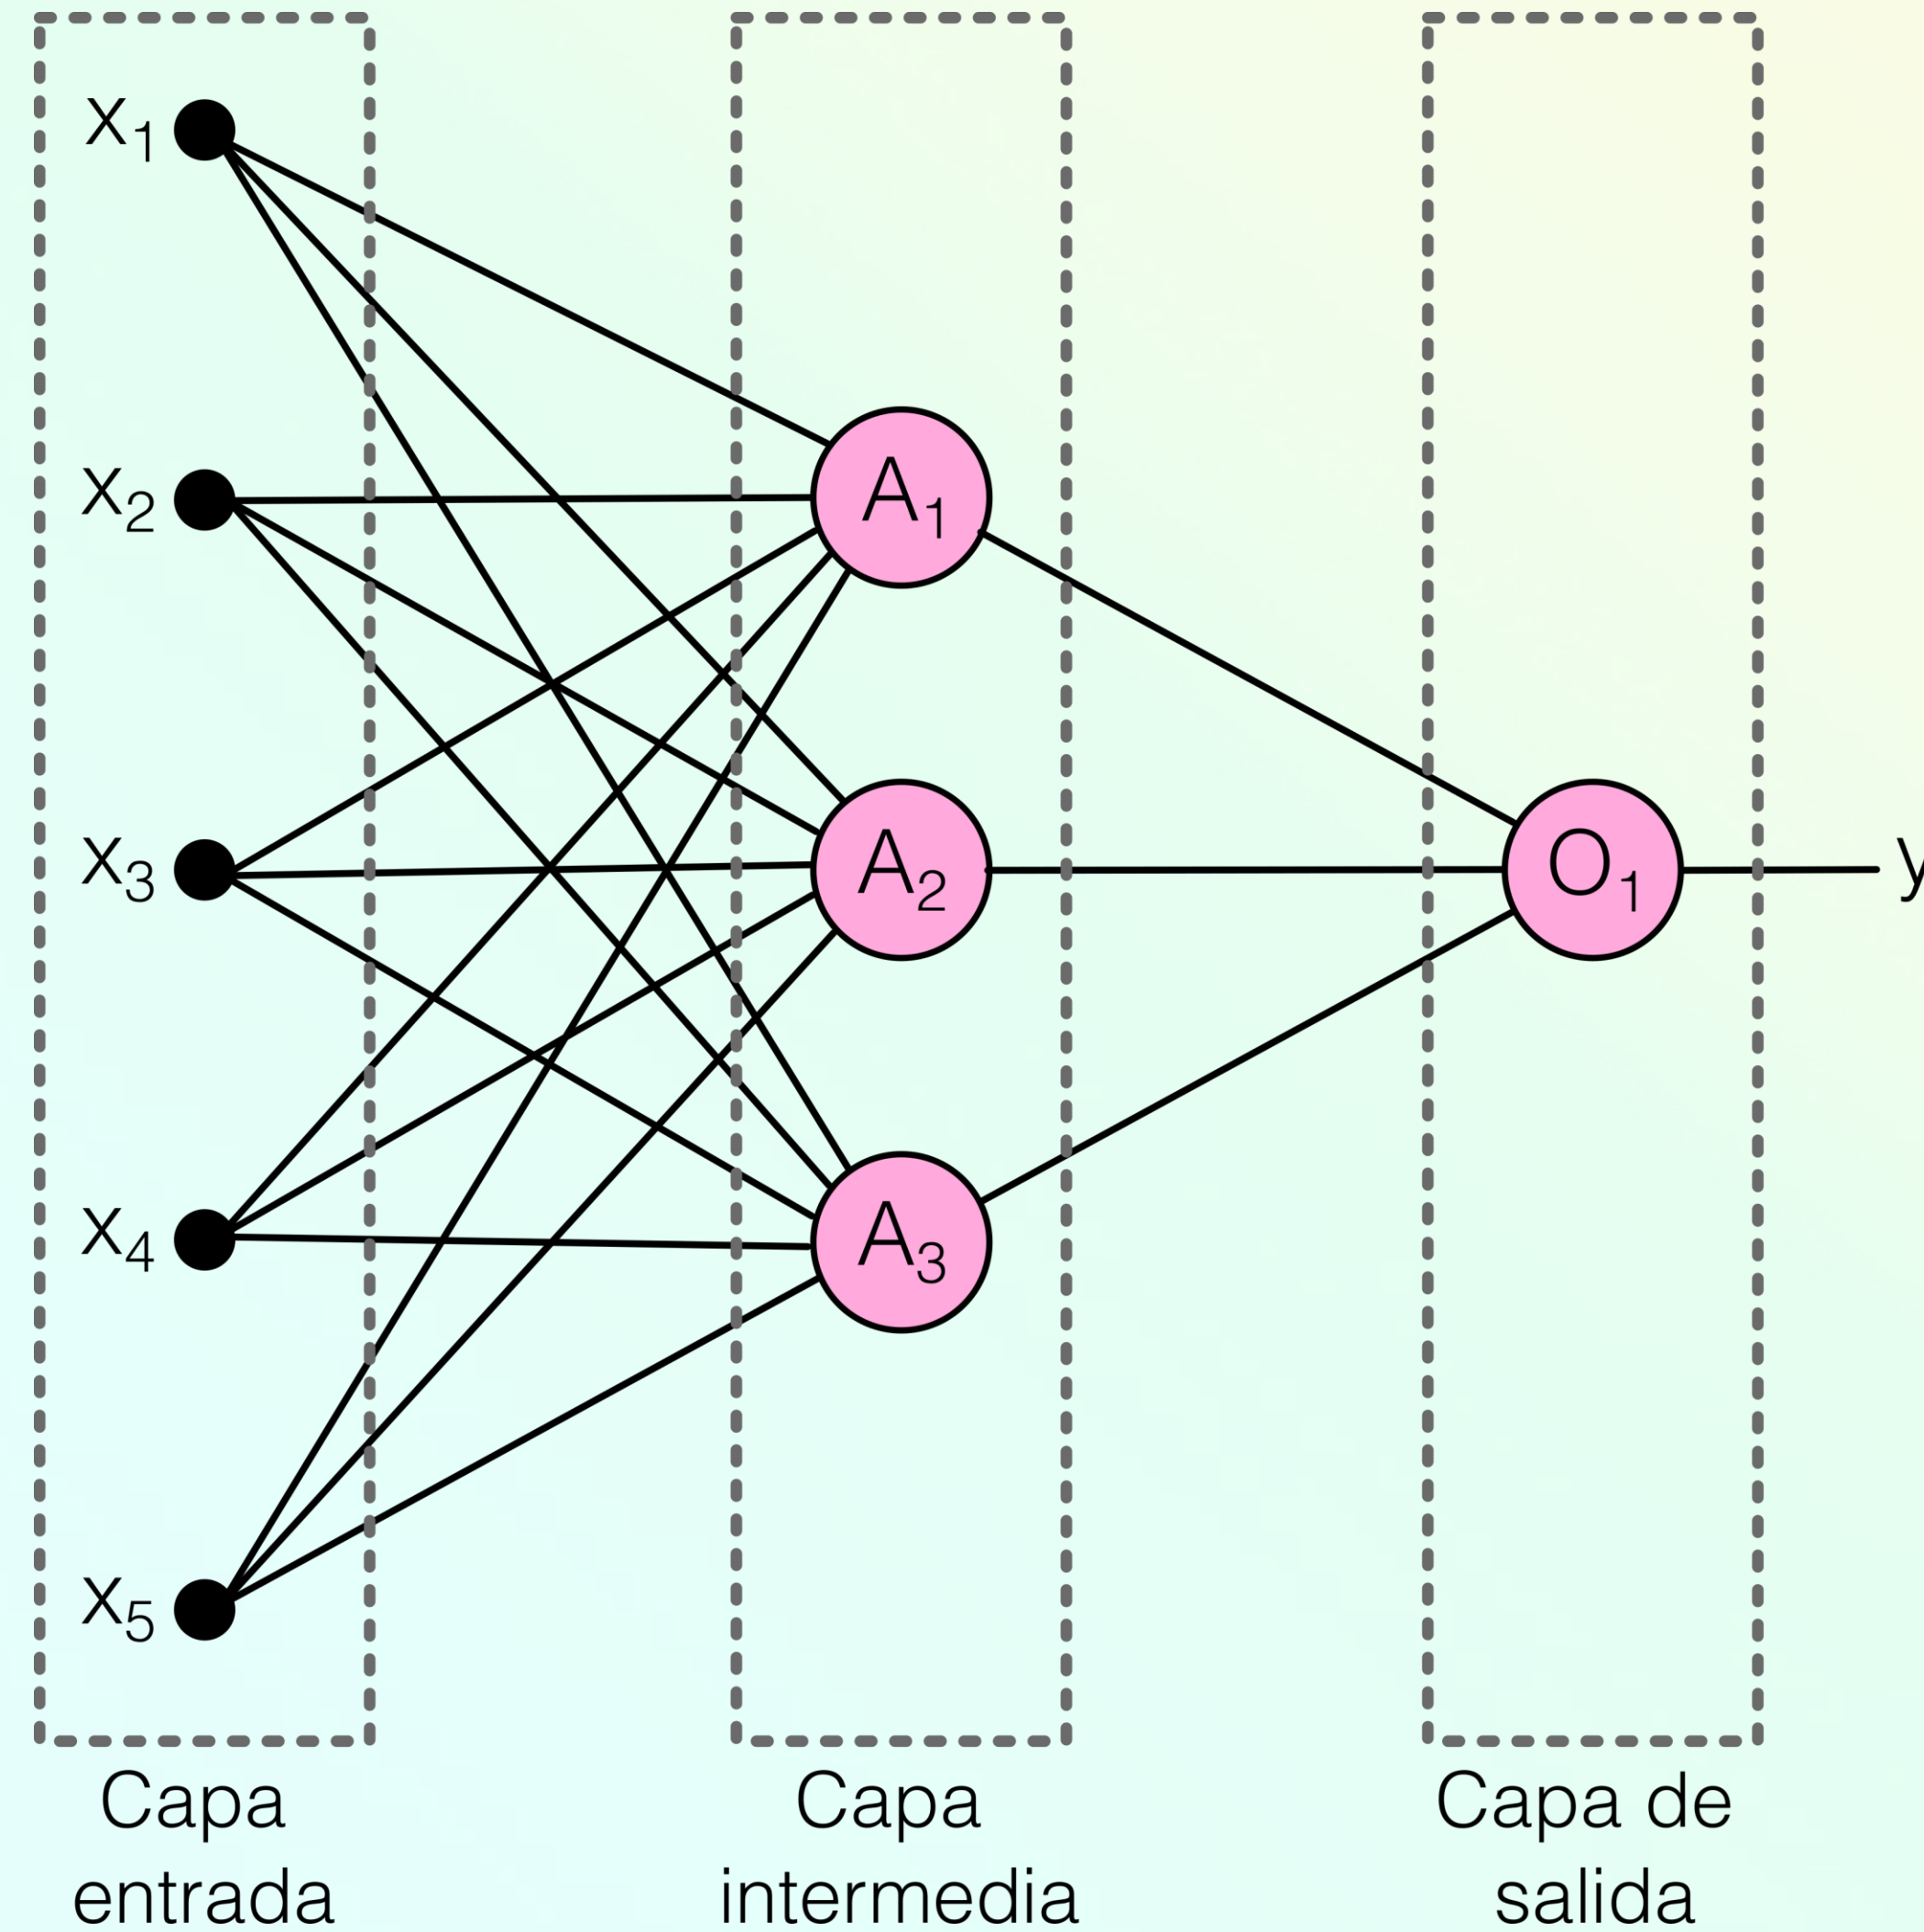 X₁
X₂
X₃
X₄
X₅
A₁
A₂
A₃
O₁
y
Capa
entrada
Capa
intermedia
Capa de
salida